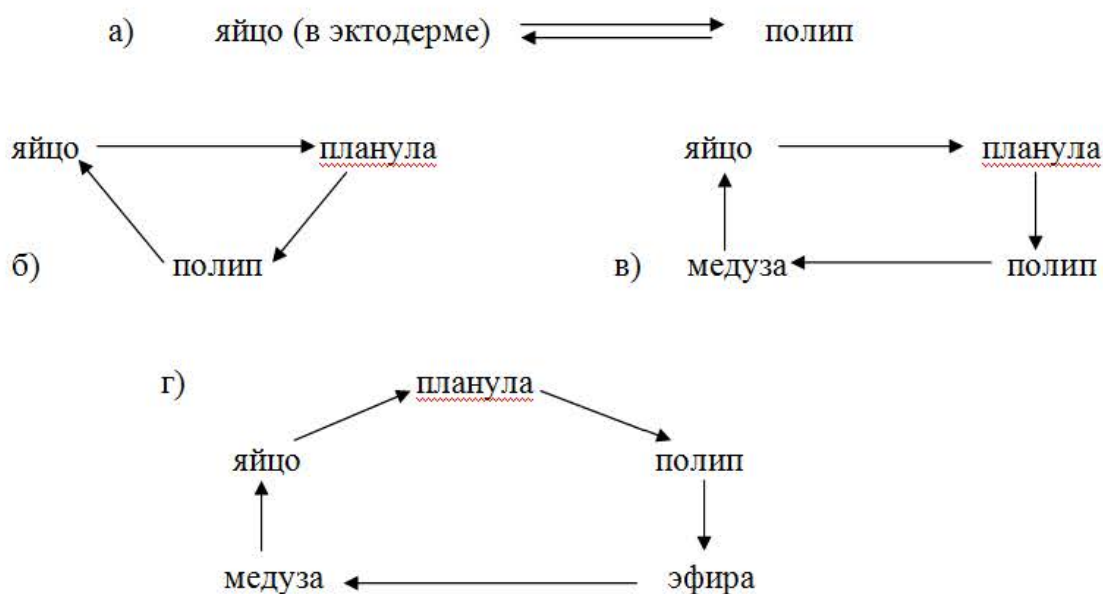 а) яйцо (в эктодерме) полип
яйцо планула
б) полип
яйцо планула
в) медуза полип
г) планула
яйцо полип
медуза эфира